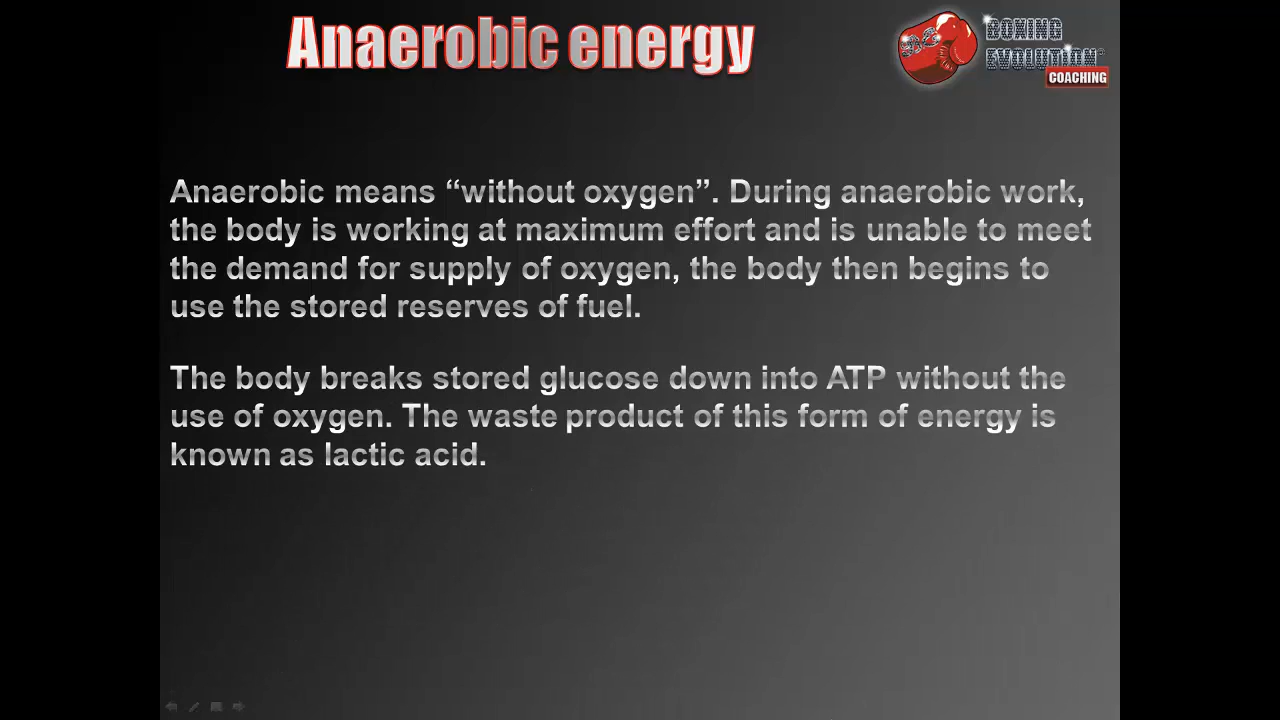 Anaerobic energy
BOXING
EVOLUTION
COACHING
Anaerobic means “without oxygen”. During anaerobic work,
the body is working at maximum effort and is unable to meet
the demand for supply of oxygen, the body then begins to
use the stored reserves of fuel.
The body breaks stored glucose down into ATP without the
use of oxygen. The waste product of this form of energy is
known as lactic acid.